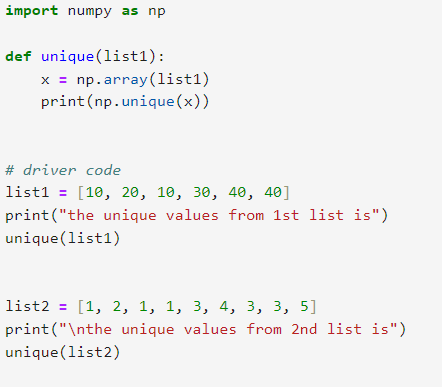 import numpy as np
def unique(list1):
    x = np.array(list1)
    print(np.unique(x))
# driver code
list1 = [10, 20, 10, 30, 40, 40]
print("the unique values from 1st list is")
unique(list1)
list2 = [1, 2, 1, 1, 3, 4, 3, 3, 5]
print("\nthe unique values from 2nd list is")
unique(list2)